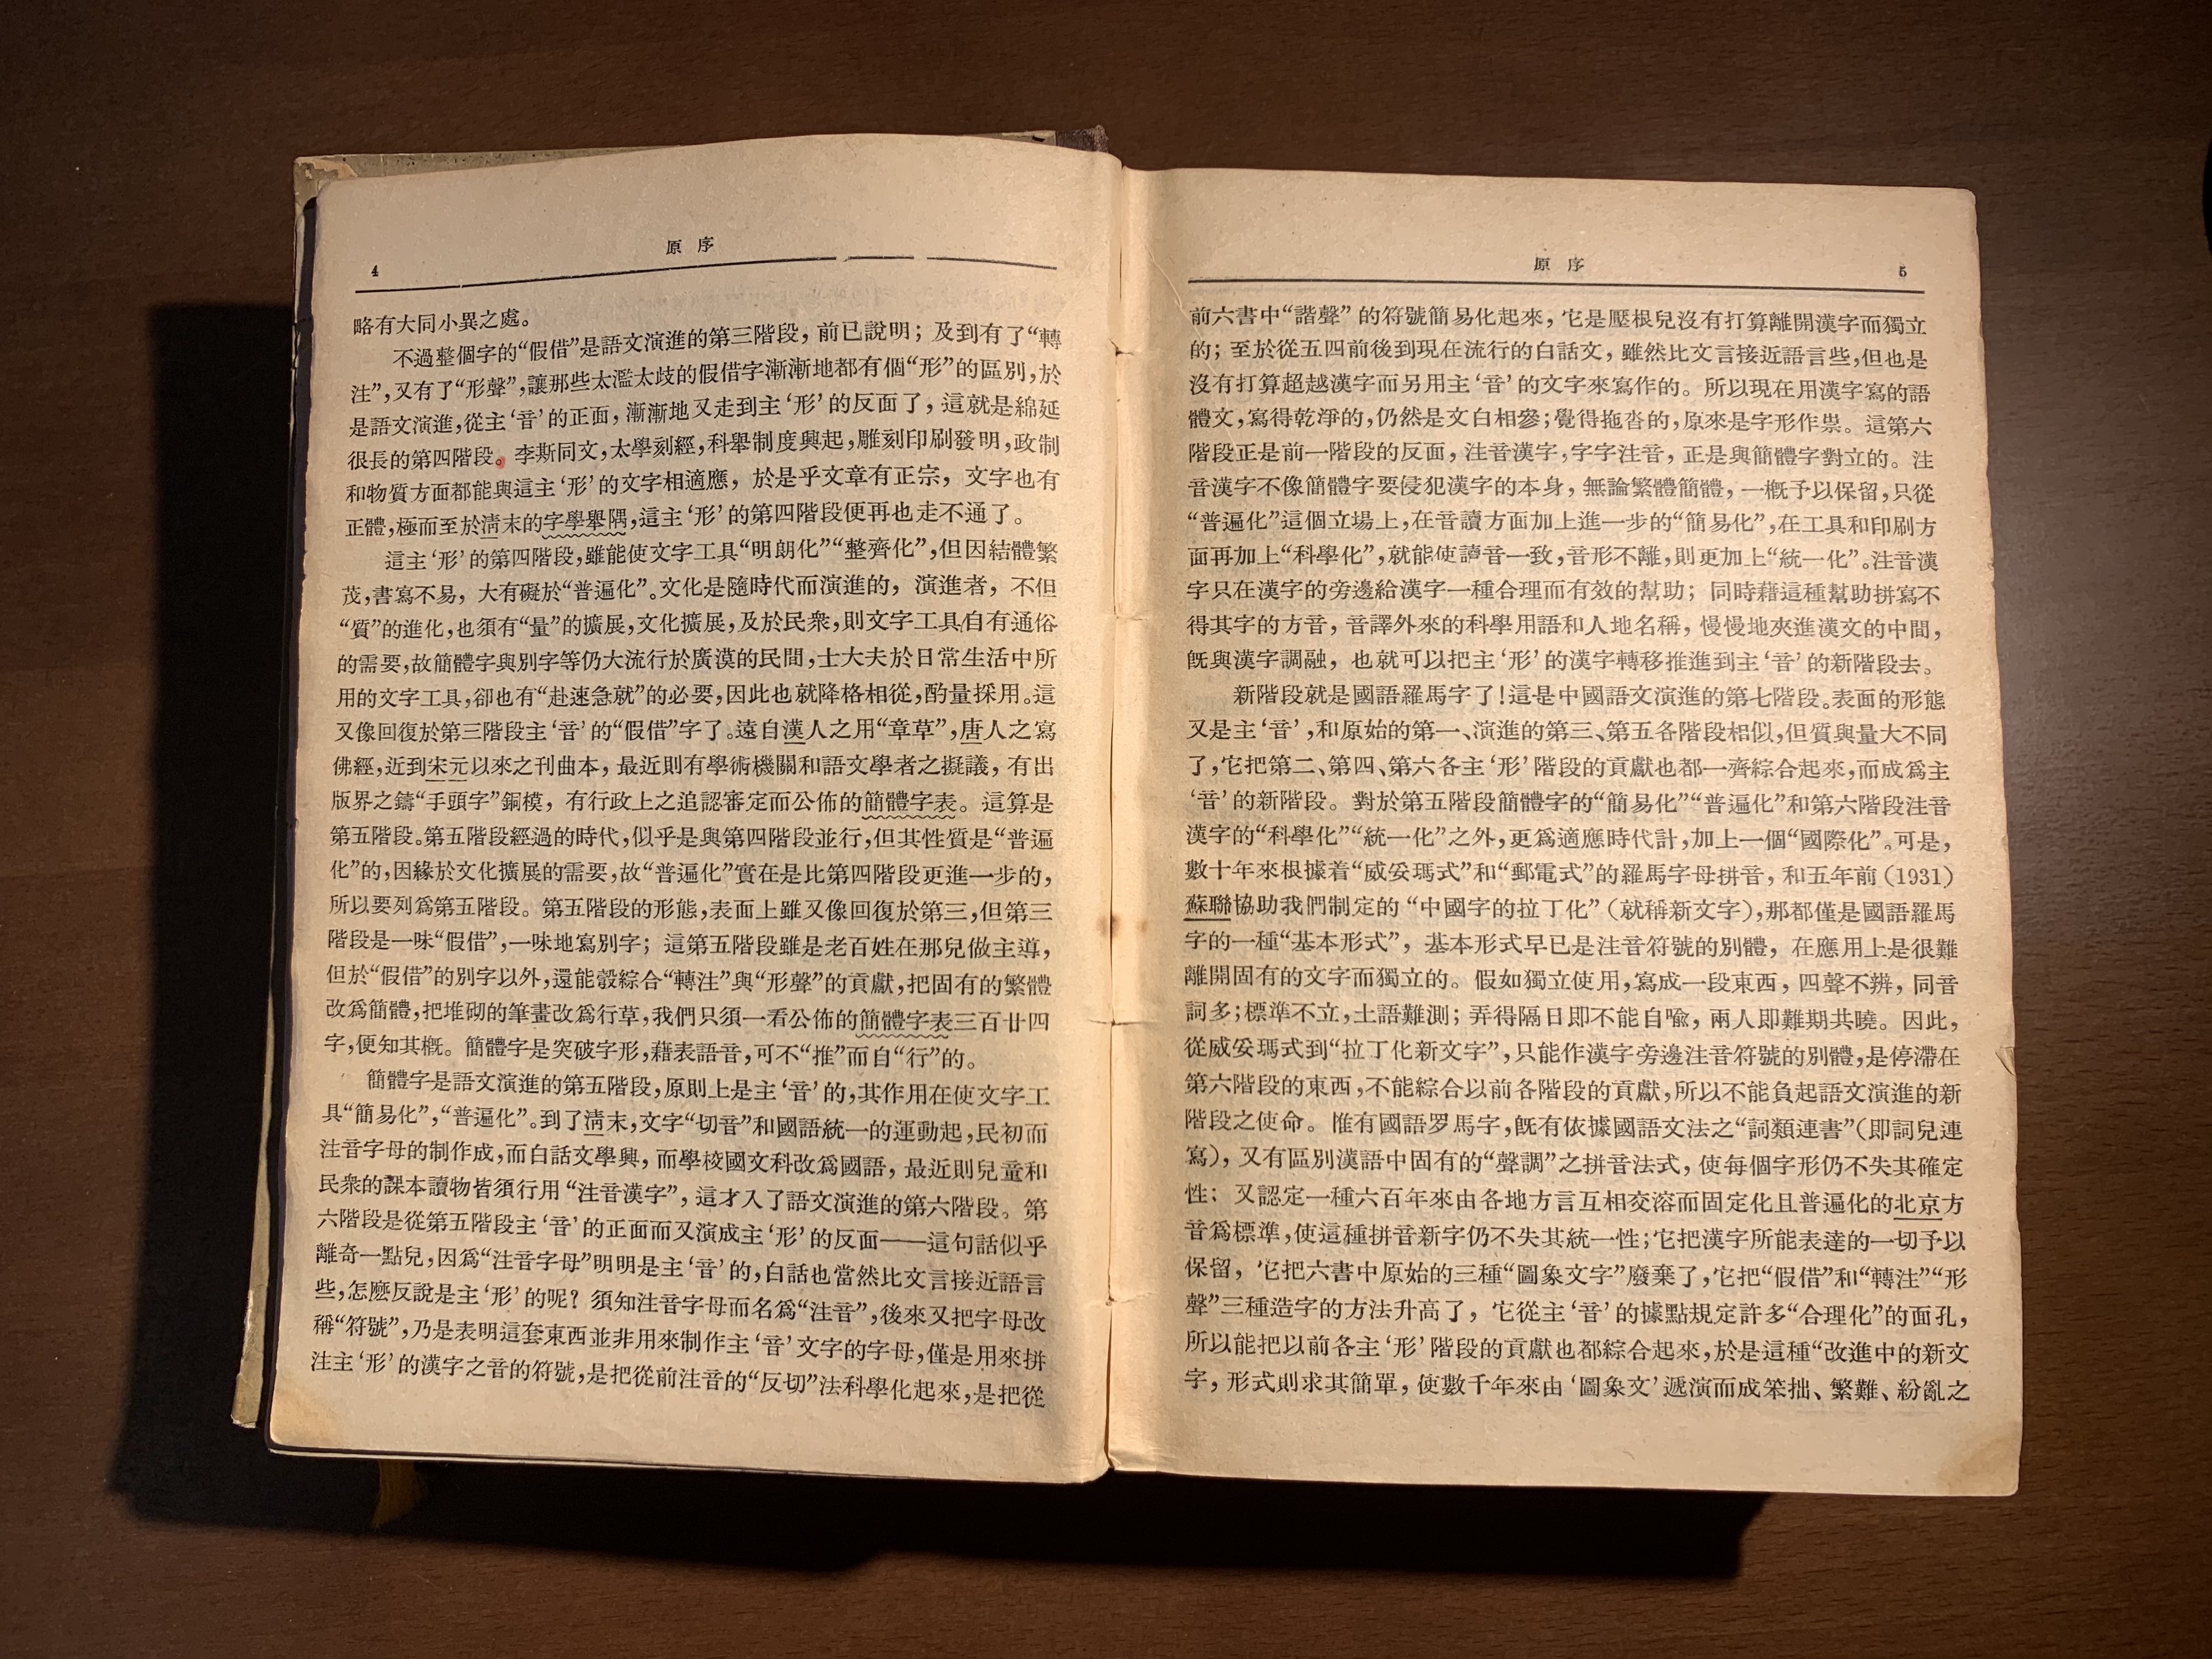 4
原序
略有大同小異之處。
不過整個字的“假借”是語文演進的第三階段，前已說明；及到有了“轉
注”，又有了“形聲”，讓那些太濫太歧的假借字漸漸地都有個“形”的區別，於
是語文演進，從主‘音’的正面，漸漸地又走到主‘形’的反面了，這就是綿延
很長的第四階段。李斯同文，太學刻經，科舉制度興起，雕刻印刷發明，政制
和物質方面都能與這主‘形’的文字相適應，於是乎文章有正宗，文字也有
正體，極而至於淸末的字學舉隅，這主‘形’的第四階段便再也走不通了。
這主‘形’的第四階段，雖能使文字工具“明朗化”“整齊化”，但因結體繁
茂，書寫不易，大有礙於“普遍化”。文化是隨時代而演進的，演進者，不但
“質”的進化，也須有“量”的擴展，文化擴展，及於民衆，則文字工具自有通俗
的需要，故簡體字與別字等仍大流行於廣漠的民間，士大夫於日常生活中所
用的文字工具，卻也有“赴速急就”的必要，因此也就降格相從，酌量採用。這
又像回復於第三階段主‘音’的“假借”字了。遠自漢人之用“章草”，唐人之寫
佛經，近到宋元以來之刊曲本，最近則有學術機關和語文學者之擬議，有出
版界之鑄“手頭字”銅模，有行政上之追認審定而公佈的簡體字表。這算是
第五階段。第五階段經過的時代，似乎是與第四階段並行，但其性質是“普遍
化”的，因緣於文化擴展的需要，故“普遍化”實在是比第四階段更進一步的，
所以要列爲第五階段。第五階段的形態，表面上雖又像回復於第三，但第三
階段是一味“假借”，一味地寫別字；這第五階段雖是老百姓在那兒做主導，
但於“假借”的別字以外，還能彀綜合“轉注”與“形聲”的貢獻，把固有的繁體
改爲簡體，把堆砌的筆畫改爲行草，我們只須一看公佈的簡體字表三百廿四
字，便知其槪。簡體字是突破字形，藉表語音，可不“推”而自“行”的。
簡體字是語文演進的第五階段，原則上是主‘音’的，其作用在使文字工
具“簡易化”，“普遍化”。到了淸末，文字“切音”和國語統一的運動起，民初而
注音字母的制作成，而白話文學興，而學校國文科改爲國語，最近則兒童和
民衆的課本讀物皆須行用“注音漢字”，這才入了語文演進的第六階段。第
六階段是從第五階段主‘音’的正面而又演成主‘形’的反面——這句話似乎
離奇一點兒，因爲“注音字母”明明是主‘音’的，白話也當然比文言接近語言
些，怎麽反說是主‘形’的呢？須知注音字母而名爲“注音”，後來又把字母改
稱“符號”，乃是表明這套東西並非用來制作主‘音’文字的字母，僅是用來拼
注主‘形’的漢字之音的符號，是把從前注音的“反切”法科學化起來，是把從
原序
5
前六書中“諧聲”的符號簡易化起來，它是壓根兒沒有打算離開漢字而獨立
的；至於從五四前後到現在流行的白話文，雖然比文言接近語言些，但也是
沒有打算超越漢字而另用主‘音’的文字來寫作的。所以現在用漢字寫的語
體文，寫得乾淨的，仍然是文白相參；覺得拖沓的，原來是字形作祟。這第六
階段正是前一階段的反面，注音漢字，字字注音，正是與簡體字對立的。注
音漢字不像簡體字要侵犯漢字的本身，無論繁體簡體，一槪予以保留，只從
“普遍化”這個立場上，在音讀方面加上進一步的“簡易化”，在工具和印刷方
面再加上“科學化”，就能使讀音一致，音形不離，則更加上“統一化”。注音漢
字只在漢字的旁邊給漢字一種合理而有效的幫助；同時藉這種幫助拼寫不
得其字的方音，音譯外來的科學用語和人地名稱，慢慢地夾進漢文的中間，
旣與漢字調融，也就可以把主‘形’的漢字轉移推進到主‘音’的新階段去。
新階段就是國語羅馬字了！這是中國語文演進的第七階段。表面的形態
又是主‘音’，和原始的第一、演進的第三、第五各階段相似，但質與量大不同
了，它把第二、第四、第六各主‘形’階段的貢獻也都一齊綜合起來，而成爲主
‘音’的新階段。對於第五階段簡體字的“簡易化”“普遍化”和第六階段注音
漢字的“科學化”“統一化”之外，更爲適應時代計，加上一個“國際化”。可是，
數十年來根據着“威妥瑪式”和“郵電式”的羅馬字母拼音，和五年前（1931）
蘇聯協助我們制定的“中國字的拉丁化”（就稱新文字），那都僅是國語羅馬
字的一種“基本形式”，基本形式早已是注音符號的別體，在應用上是很難
離開固有的文字而獨立的。假如獨立使用，寫成一段東西，四聲不辨，同音
詞多；標準不立，土語難測；弄得隔日即不能自喩，兩人即難期共曉。因此，
從威妥瑪式到“拉丁化新文字”，只能作漢字旁邊注音符號的別體，是停滯在
第六階段的東西，不能綜合以前各階段的貢獻，所以不能負起語文演進的新
階段之使命。惟有國語罗馬字，旣有依據國語文法之“詞類連書”（即詞兒連
寫），又有區別漢語中固有的“聲調”之拼音法式，使每個字形仍不失其確定
性；又認定一種六百年來由各地方言互相交溶而固定化且普遍化的北京方
音爲標準，使這種拼音新字仍不失其統一性；它把漢字所能表達的一切予以
保留，它把六書中原始的三種“圖象文字”廢棄了，它把“假借”和“轉注”“形
聲”三種造字的方法升高了，它從主‘音’的據點規定許多“合理化”的面孔，
所以能把以前各主‘形’階段的貢獻也都綜合起來，於是這種“改進中的新文
字，形式則求其簡單，使數千年來由‘圖象文’遞演而成笨拙、繁難、紛亂之